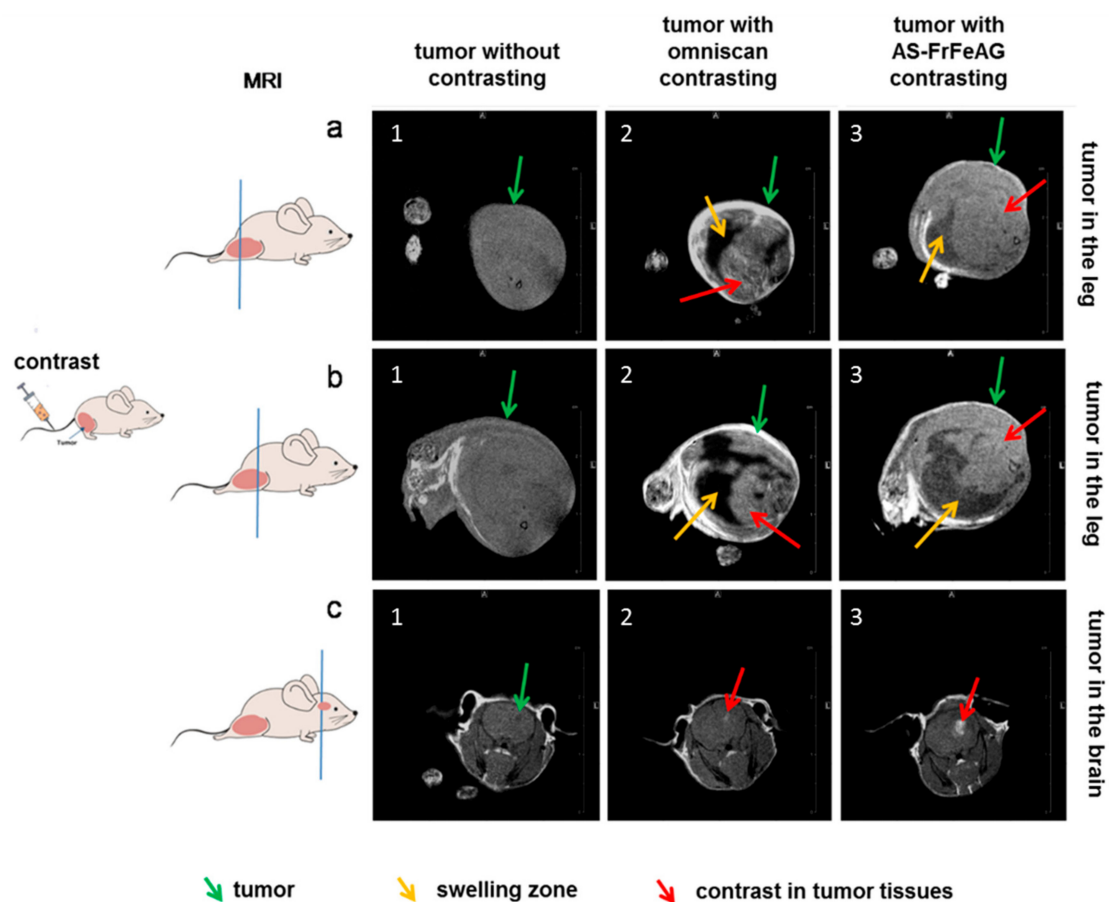 tumor without
contrasting
tumor with
omniscan
contrasting
tumor with
AS-FrFeAG
contrasting
MRI
a
1
2
3
tumor in the leg
contrast
Tumor
b
1
2
3
tumor in the leg
c
1
2
3
tumor in the brain
tumor
swelling zone
contrast in tumor tissues